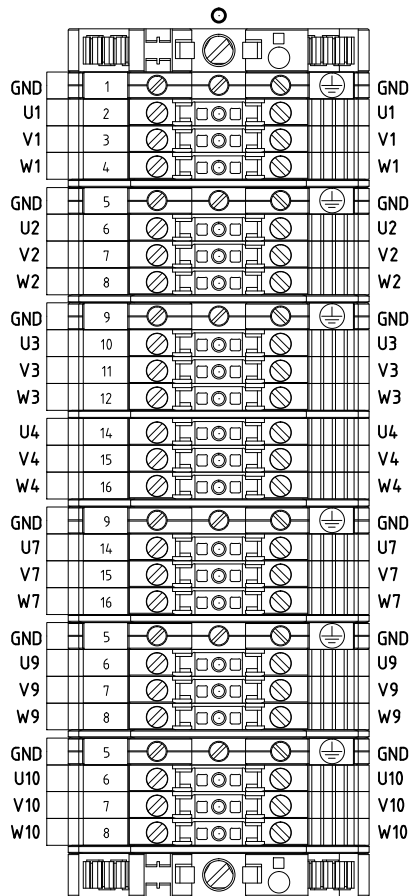 GND 1 GND
U1 2 U1
V1 3 V1
W1 4 W1
GND 5 GND
U2 6 U2
V2 7 V2
W2 8 W2
GND 9 GND
U3 10 U3
V3 11 V3
W3 12 W3
U4 14 U4
V4 15 V4
W4 16 W4
GND 9 GND
U7 14 U7
V7 15 V7
W7 16 W7
GND 5 GND
U9 6 U9
V9 7 V9
W9 8 W9
GND 5 GND
U10 6 U10
V10 7 V10
W10 8 W10